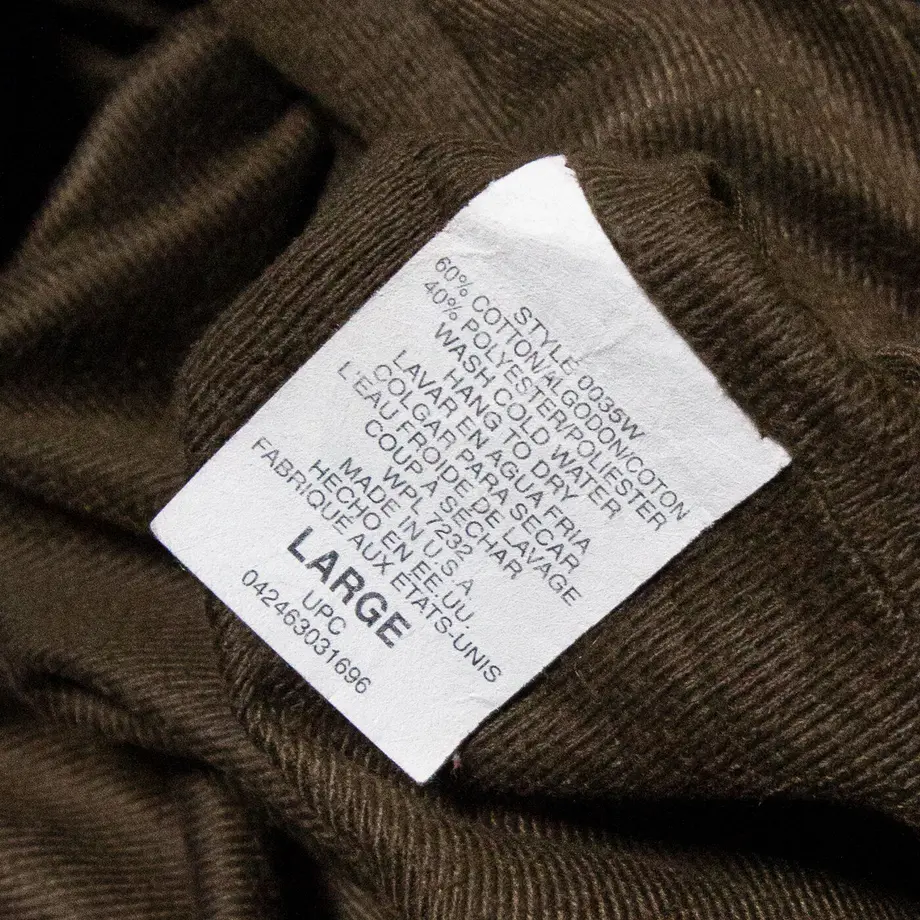 STYLE 0035W
60% COTTON/ALGODON/COTON
40% POLYESTER/POLIESTER
WASH COLD WATER
HANG TO DRY
LAVAR EN AGUA FRIA
COLGAR PARA SECAR
L'EAU FROIDE DE LAVAGE
COUP A SECHAR
WPL 7232
MADE IN U S A
HECHO EN EE.UU
FABRIQUE AUX ETATS-UNIS
LARGE
UPC
042463031696